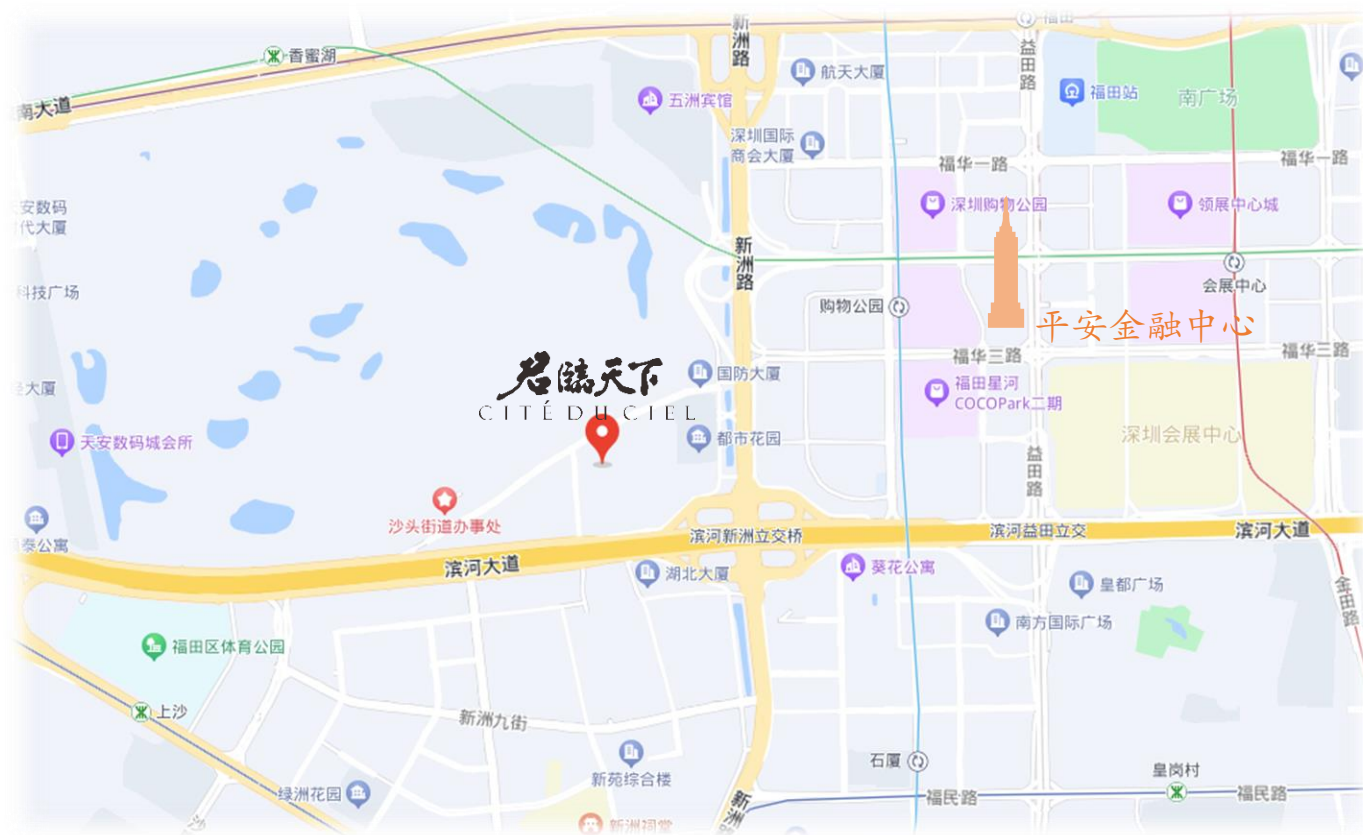 福田
新洲路
益田路
香蜜湖
航天大厦
五洲宾馆
福田站
南广场
南大道
深圳国际
商会大厦
福华一路
福华一路
安数码
代大厦
深圳购物公园
领展中心城
新洲路
会展中心
科技广场
购物公园
平安金融中心
福华三路
福华三路
君临天下
CITÉ DU CIEL
国防大厦
大厦
福田星河
COCOPark二期
天安数码城会所
都市花园
深圳会展中心
益田路
沙头街道办事处
泰公寓
滨河新洲立交桥
滨河益田立交
滨河大道
滨河大道
湖北大厦
葵花公寓
皇都广场
金田路
南方国际广场
福田区体育公园
上沙
新洲九街
新苑综合楼
石厦
皇岗村
绿洲花园
福民路
福民路
新洲
新洲祠堂
沙